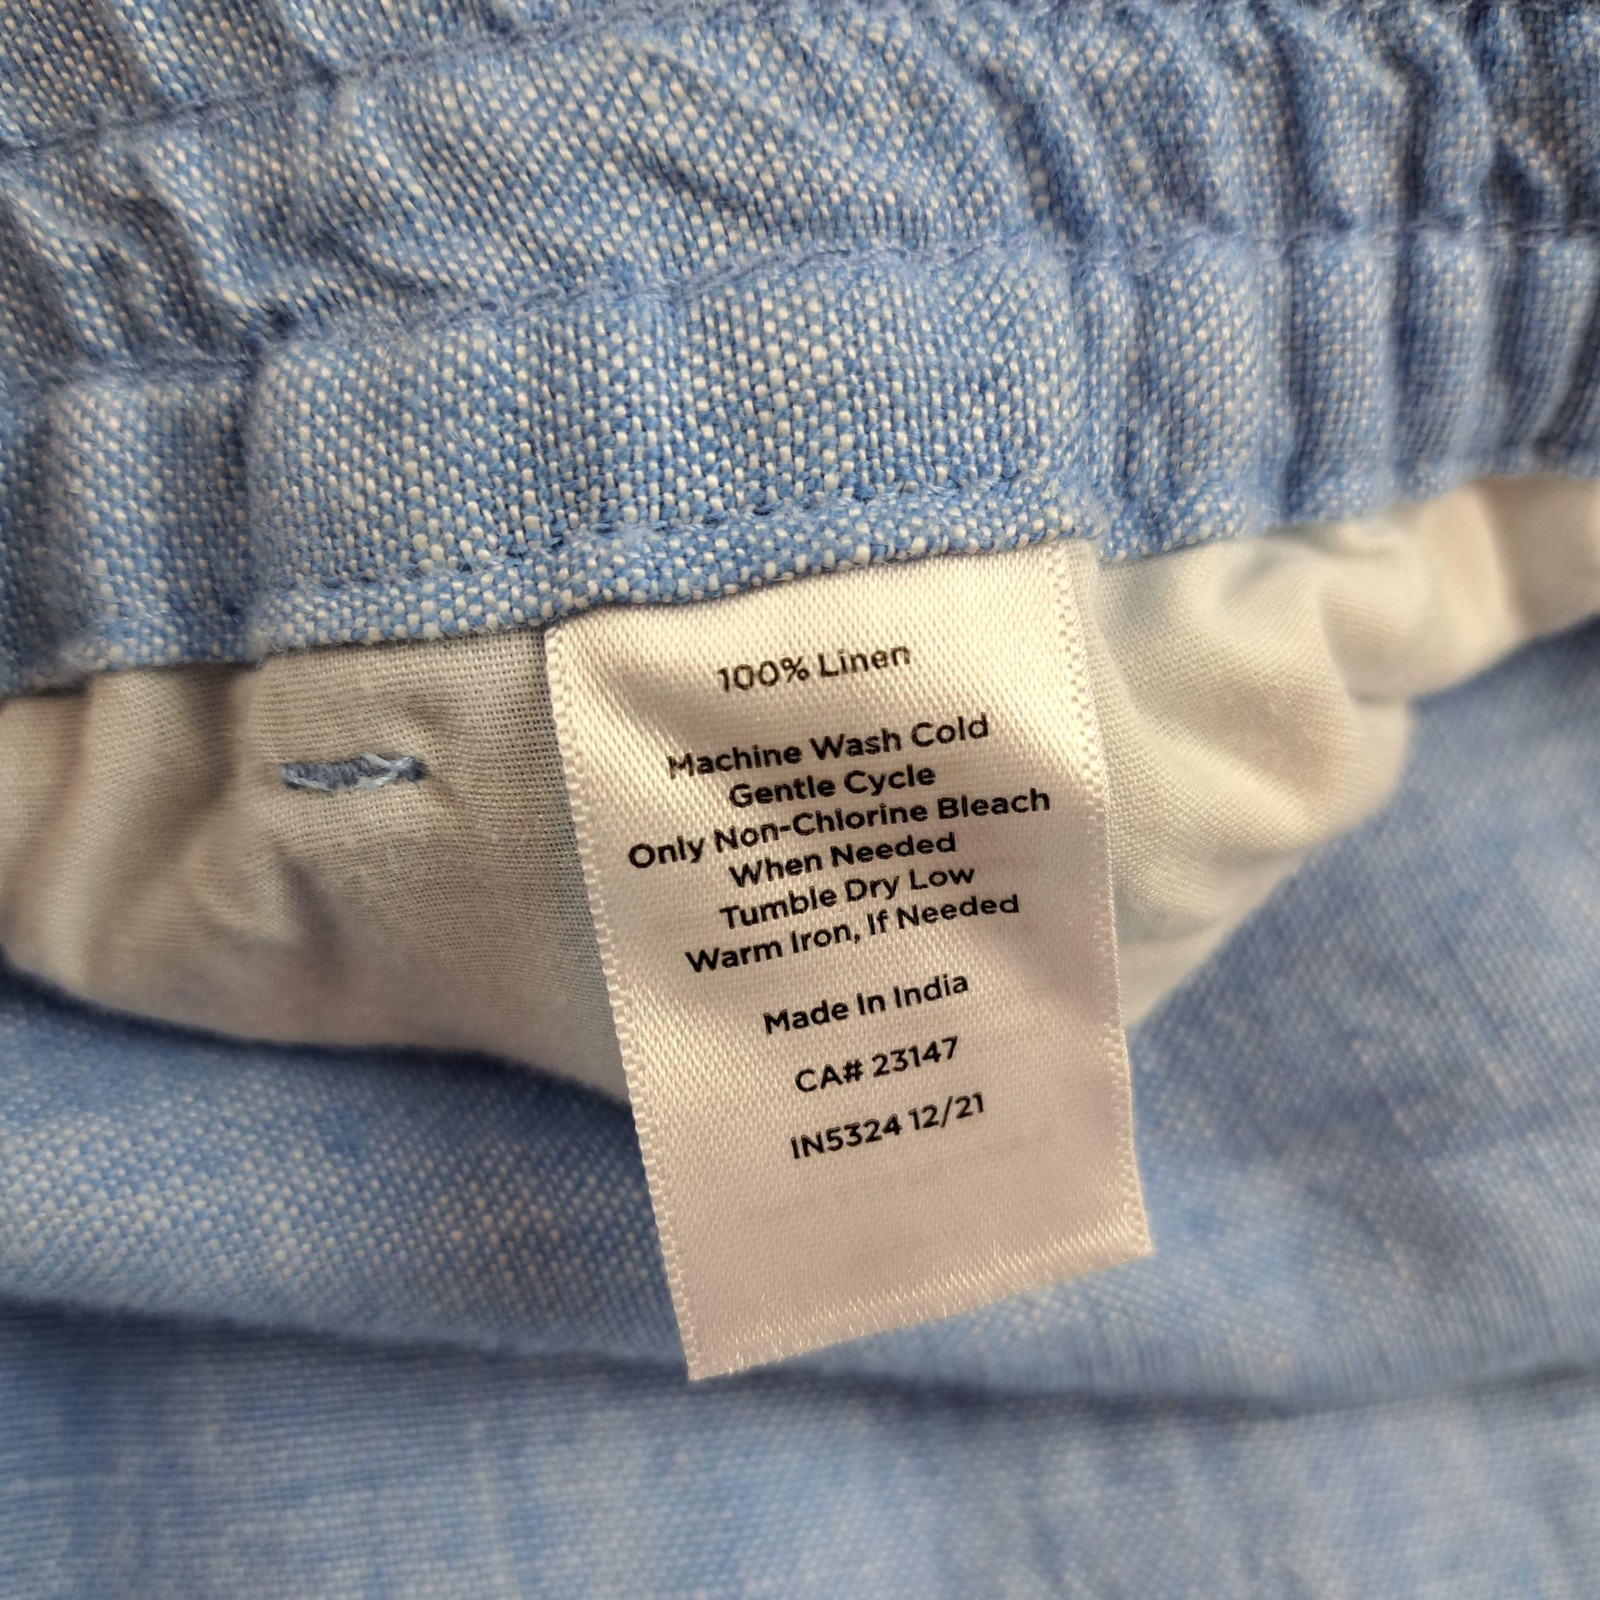 100% Linen
Machine Wash Cold
Gentle Cycle
Only Non-Chlorine Bleach
When Needed
Tumble Dry Low
Warm Iron, If Needed
Made In India
CA# 23147
IN5324 12/21